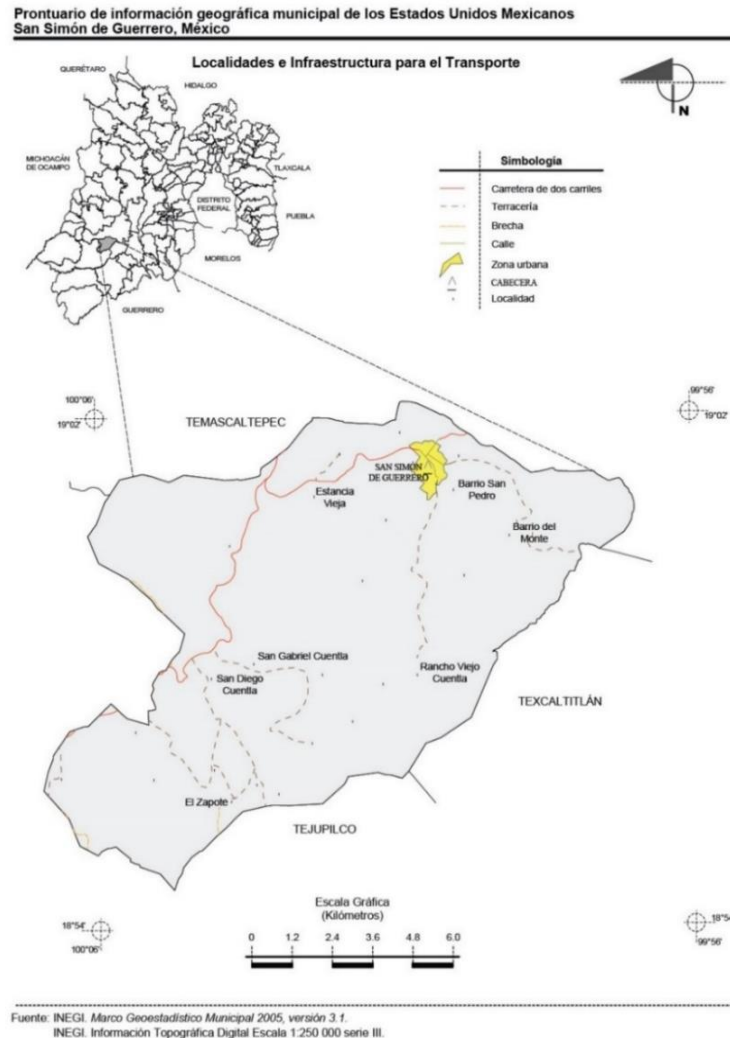 Prontuario de información geográfica municipal de los Estados Unidos Mexicanos
San Simón de Guerrero, México
Localidades e Infraestructura para el Transporte
QUERÉTARO
HIDALGO
MICHOACÁN
DE OCAMPO
TLAXCALA
DISTRITO
FEDERAL
PUEBLA
MORELOS
GUERRERO
N
Simbología
Carretera de dos carriles
Terracería
Brecha
Calle
Zona urbana
CABECERA
Localidad
100°06'
19°02'
99°56'
19°02'
TEMASCALTEPEC
SAN SIMÓN
DE GUERRERO
Estancia
Vieja
Barrio San
Pedro
Barrio del
Monte
San Gabriel Cuentla
San Diego
Cuentla
Rancho Viejo
Cuentla
TEXCALTITLÁN
El Zapote
TEJUPILCO
Escala Gráfica
(Kilómetros)
0 1.2 2.4 3.6 4.8 6.0
18°54'
100°06'
18°54'
99°56'
Fuente: INEGI. Marco Geoestadístico Municipal 2005, versión 3.1.
INEGI. Información Topográfica Digital Escala 1:250 000 serie III.